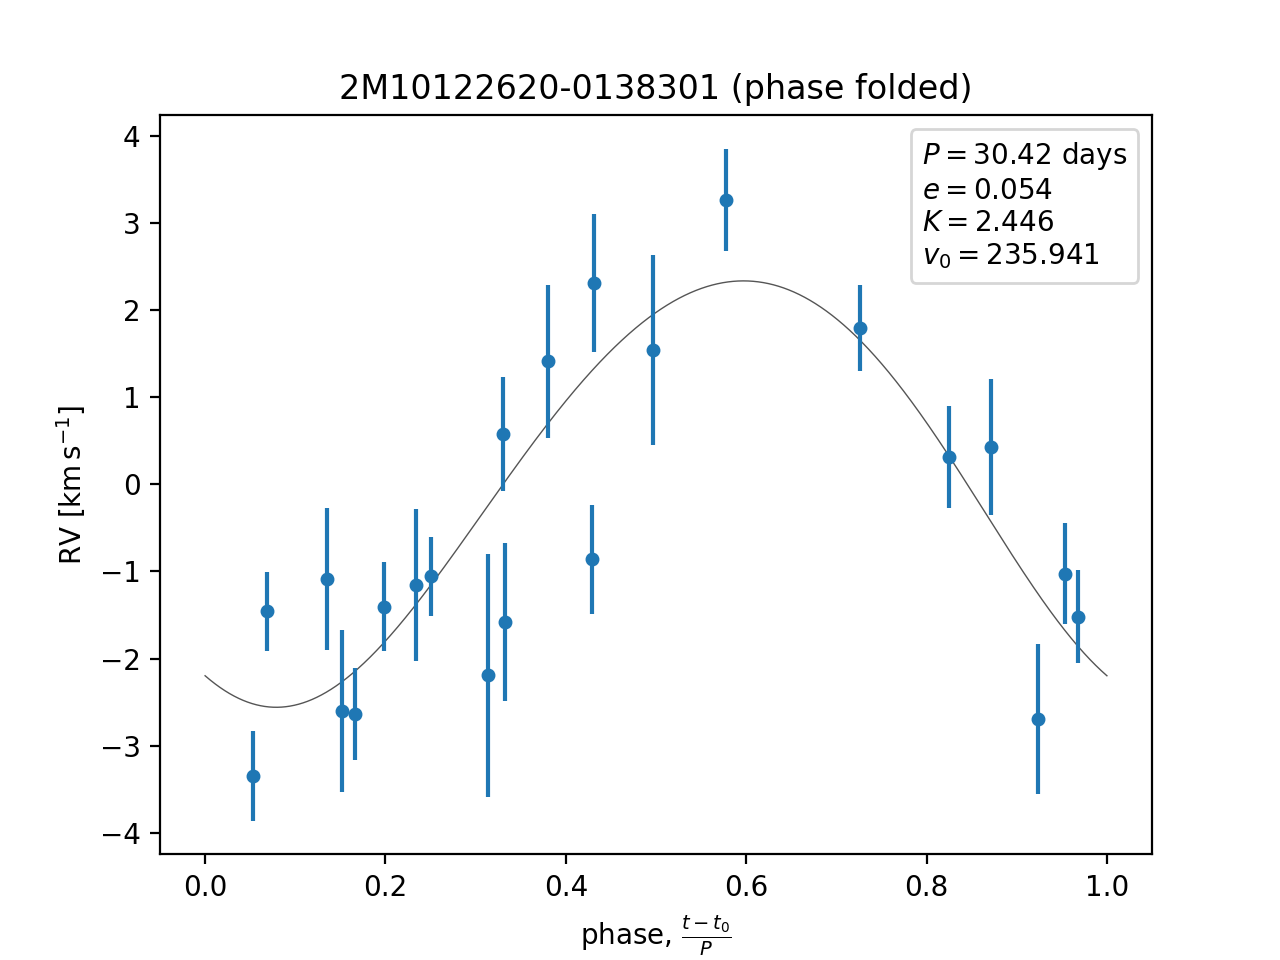 2M10122620-0138301 (phase folded)
P = 30.42 days
e = 0.054
K = 2.446
v₀ = 235.941
RV [km s⁻¹]
4
3
2
1
0
−1
−2
−3
−4
0.0 0.2 0.4 0.6 0.8 1.0
phase, (t − t₀)/P